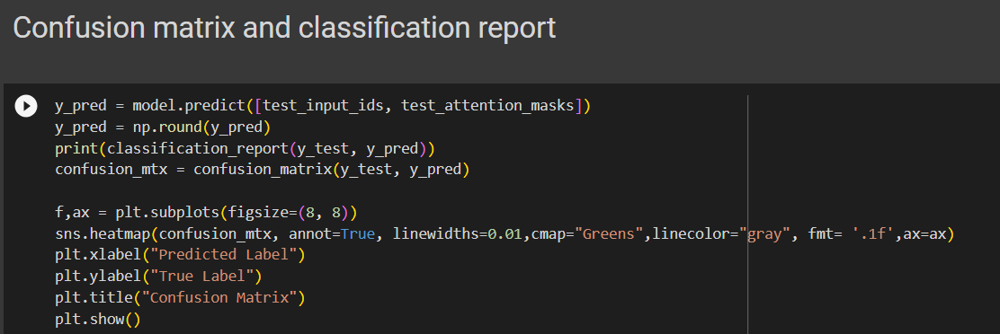 Confusion matrix and classification report
y_pred = model.predict([test_input_ids, test_attention_masks])
y_pred = np.round(y_pred)
print(classification_report(y_test, y_pred))
confusion_mtx = confusion_matrix(y_test, y_pred)
f,ax = plt.subplots(figsize=(8, 8))
sns.heatmap(confusion_mtx, annot=True, linewidths=0.01,cmap="Greens",linecolor="gray", fmt= '.1f',ax=ax)
plt.xlabel("Predicted Label")
plt.ylabel("True Label")
plt.title("Confusion Matrix")
plt.show()